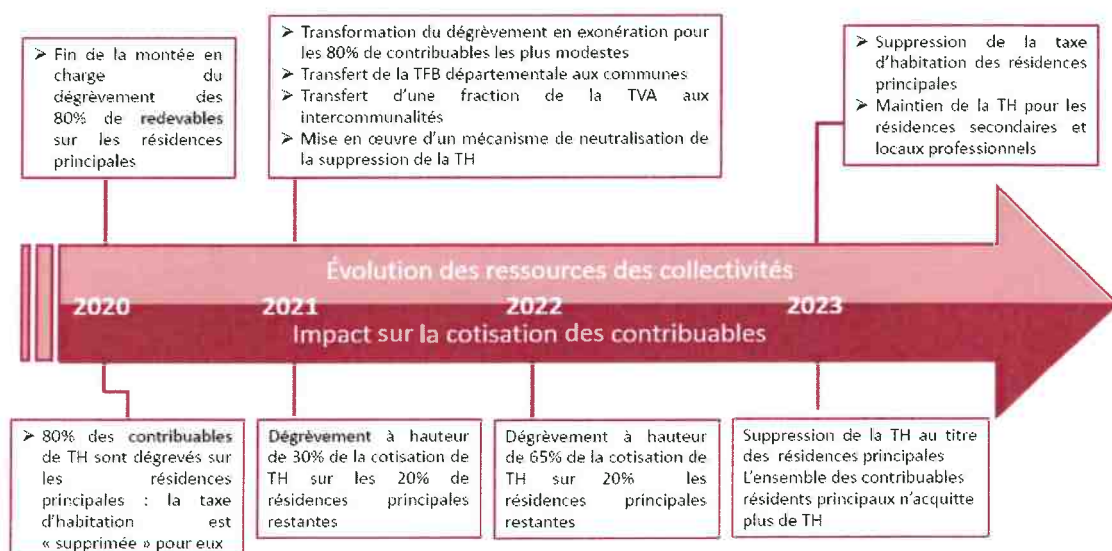 ➤ Fin de la montée en
charge du
dégrèvement des
80% de redevables
sur les résidences
principales
➤ Transformation du dégrèvement en exonération pour
les 80% de contribuables les plus modestes
➤ Transfert de la TFB départementale aux communes
➤ Transfert d'une fraction de la TVA aux
intercommunalités
➤ Mise en œuvre d'un mécanisme de neutralisation de
la suppression de la TH
➤ Suppression de la taxe
d'habitation des résidences
principales
➤ Maintien de la TH pour les
résidences secondaires et
locaux professionnels
Évolution des ressources des collectivités
2020 2021 2022 2023
Impact sur la cotisation des contribuables
➤ 80% des contribuables
de TH sont dégrevés sur
les résidences
principales : la taxe
d'habitation est
« supprimée » pour eux
Dégrèvement à hauteur
de 30% de la cotisation de
TH sur les 20% de
résidences principales
restantes
Dégrèvement à hauteur
de 65% de la cotisation de
TH sur 20% les
résidences principales
restantes
Suppression de la TH au titre
des résidences principales
L'ensemble des contribuables
résidents principaux n'acquitte
plus de TH